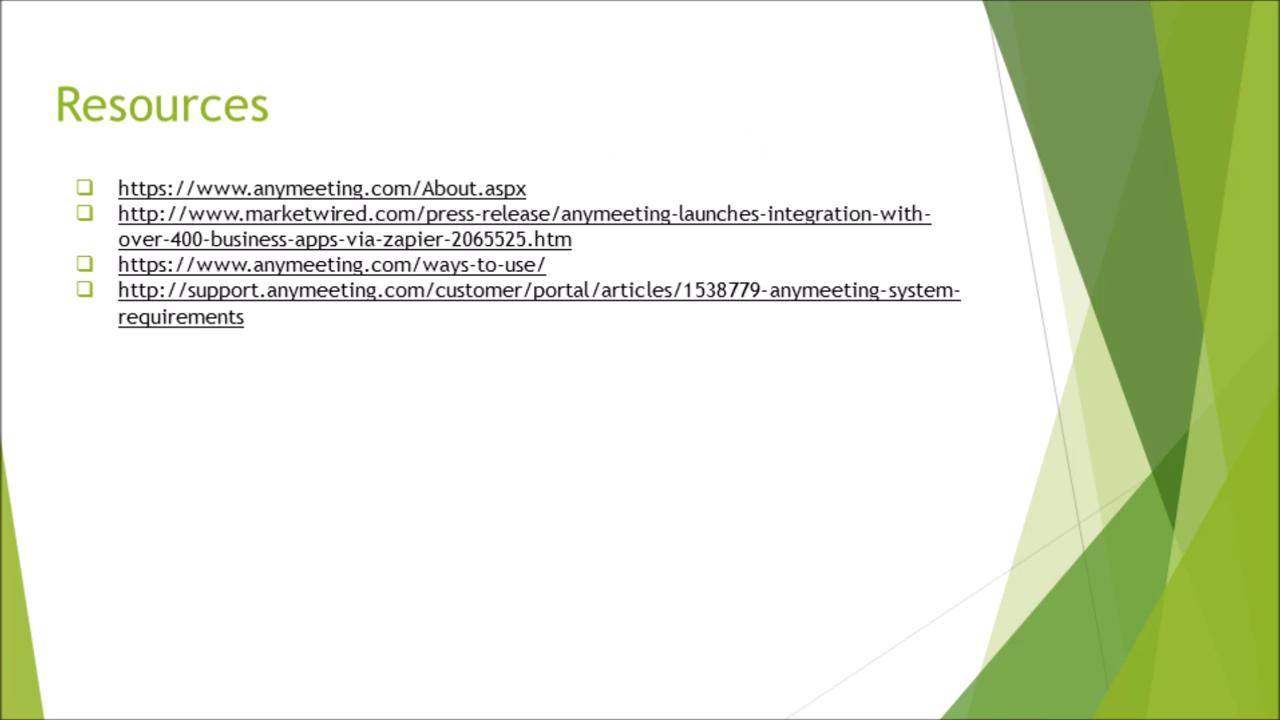 Resources
https://www.anymeeting.com/About.aspx
http://www.marketwired.com/press-release/anymeeting-launches-integration-with-
over-400-business-apps-via-zapier-2065525.htm
https://www.anymeeting.com/ways-to-use/
http://support.anymeeting.com/customer/portal/articles/1538779-anymeeting-system-
requirements